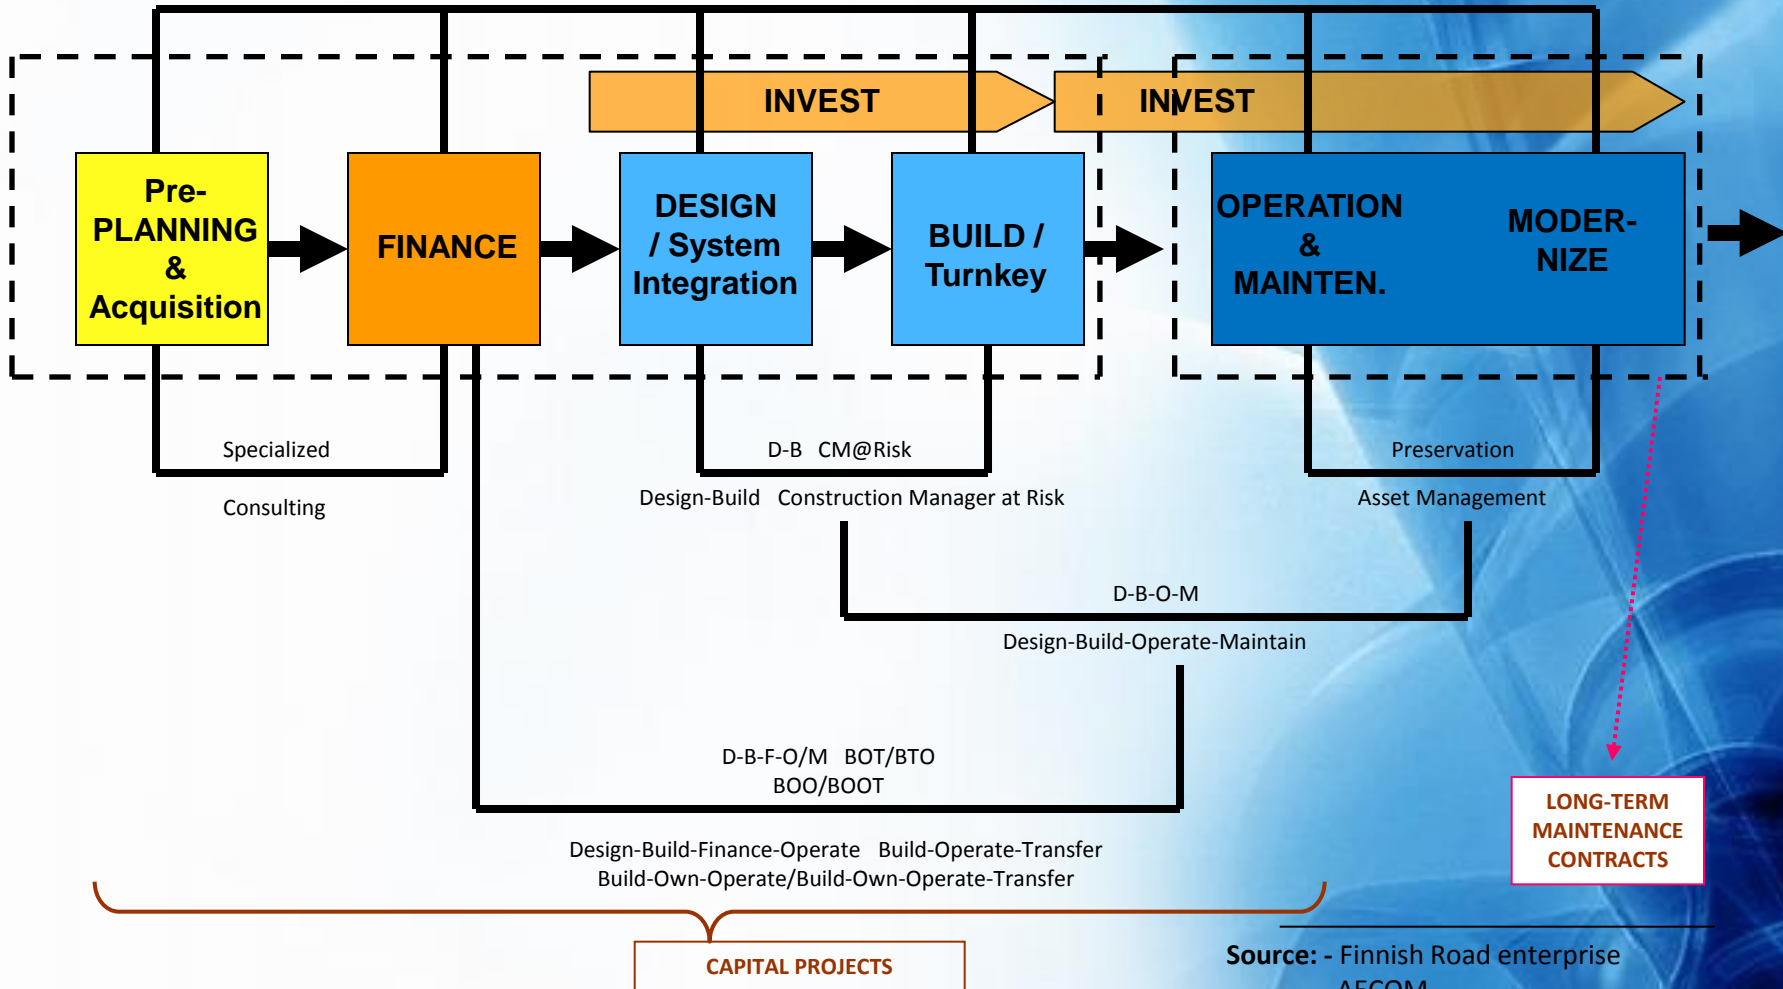 INVEST
INVEST
Pre-
PLANNING
&
Acquisition
FINANCE
DESIGN
/ System
Integration
BUILD /
Turnkey
OPERATION
&
MAINTEN.
MODER-
NIZE
Specialized
Consulting
D-B CM@Risk
Design-Build Construction Manager at Risk
Preservation
Asset Management
D-B-O-M
Design-Build-Operate-Maintain
D-B-F-O/M BOT/BTO
BOO/BOOT
Design-Build-Finance-Operate Build-Operate-Transfer
Build-Own-Operate/Build-Own-Operate-Transfer
LONG-TERM
MAINTENANCE
CONTRACTS
CAPITAL PROJECTS
Source: - Finnish Road enterprise
AECOM